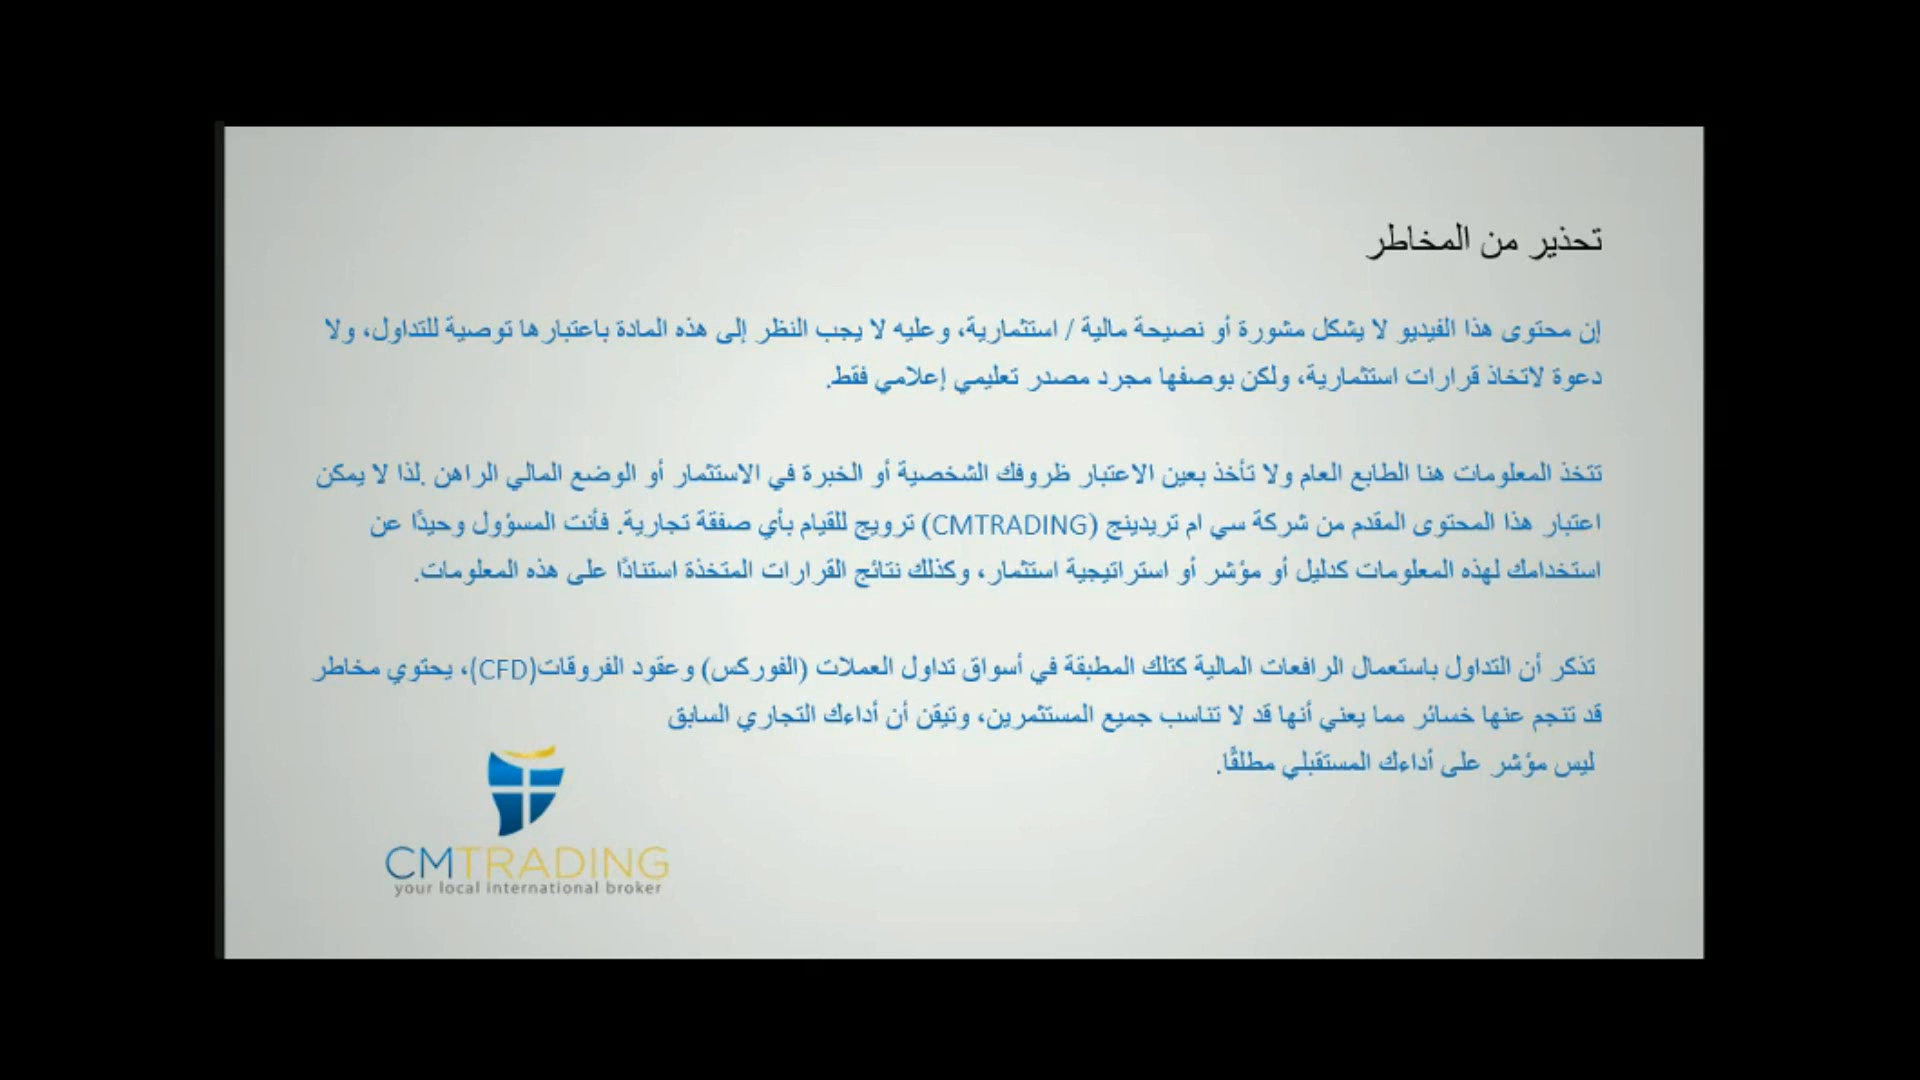 تحذير من المخاطر
إن محتوى هذا الفيديو لا يشكل مشورة أو نصيحة مالية / استثمارية، وعليه لا يجب النظر إلى هذه المادة باعتبارها توصية للتداول، ولا
دعوة لاتخاذ قرارات استثمارية، ولكن بوصفها مجرد مصدر تعليمي إعلامي فقط.
تتخذ المعلومات هنا الطابع العام ولا تأخذ بعين الاعتبار ظروفك الشخصية أو الخبرة في الاستثمار أو الوضع المالي الراهن .لذا لا يمكن
اعتبار هذا المحتوى المقدم من شركة سي ام تريدينج (CMTRADING) ترويج للقيام بأي صفقة تجارية. فأنت المسؤول وحيدًا عن
استخدامك لهذه المعلومات كدليل أو مؤشر أو استراتيجية استثمار، وكذلك نتائج القرارات المتخذة استنادًا على هذه المعلومات.
تذكر أن التداول باستعمال الرافعات المالية كتلك المطبقة في أسواق تداول العملات (الفوركس) وعقود الفروقات(CFD)، يحتوي مخاطر
قد تنجم عنها خسائر مما يعني أنها قد لا تناسب جميع المستثمرين، وتيقن أن أداءك التجاري السابق
ليس مؤشر على أداءك المستقبلي مطلقًا.
CMTRADING
your local international broker